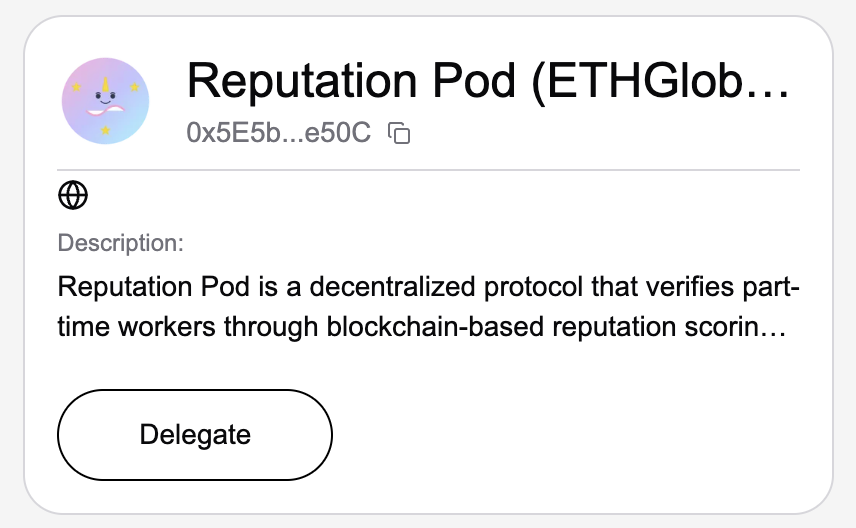 Reputation Pod (ETHGlob...
0x5E5b...e50C
Description:
Reputation Pod is a decentralized protocol that verifies part-
time workers through blockchain-based reputation scorin...
Delegate